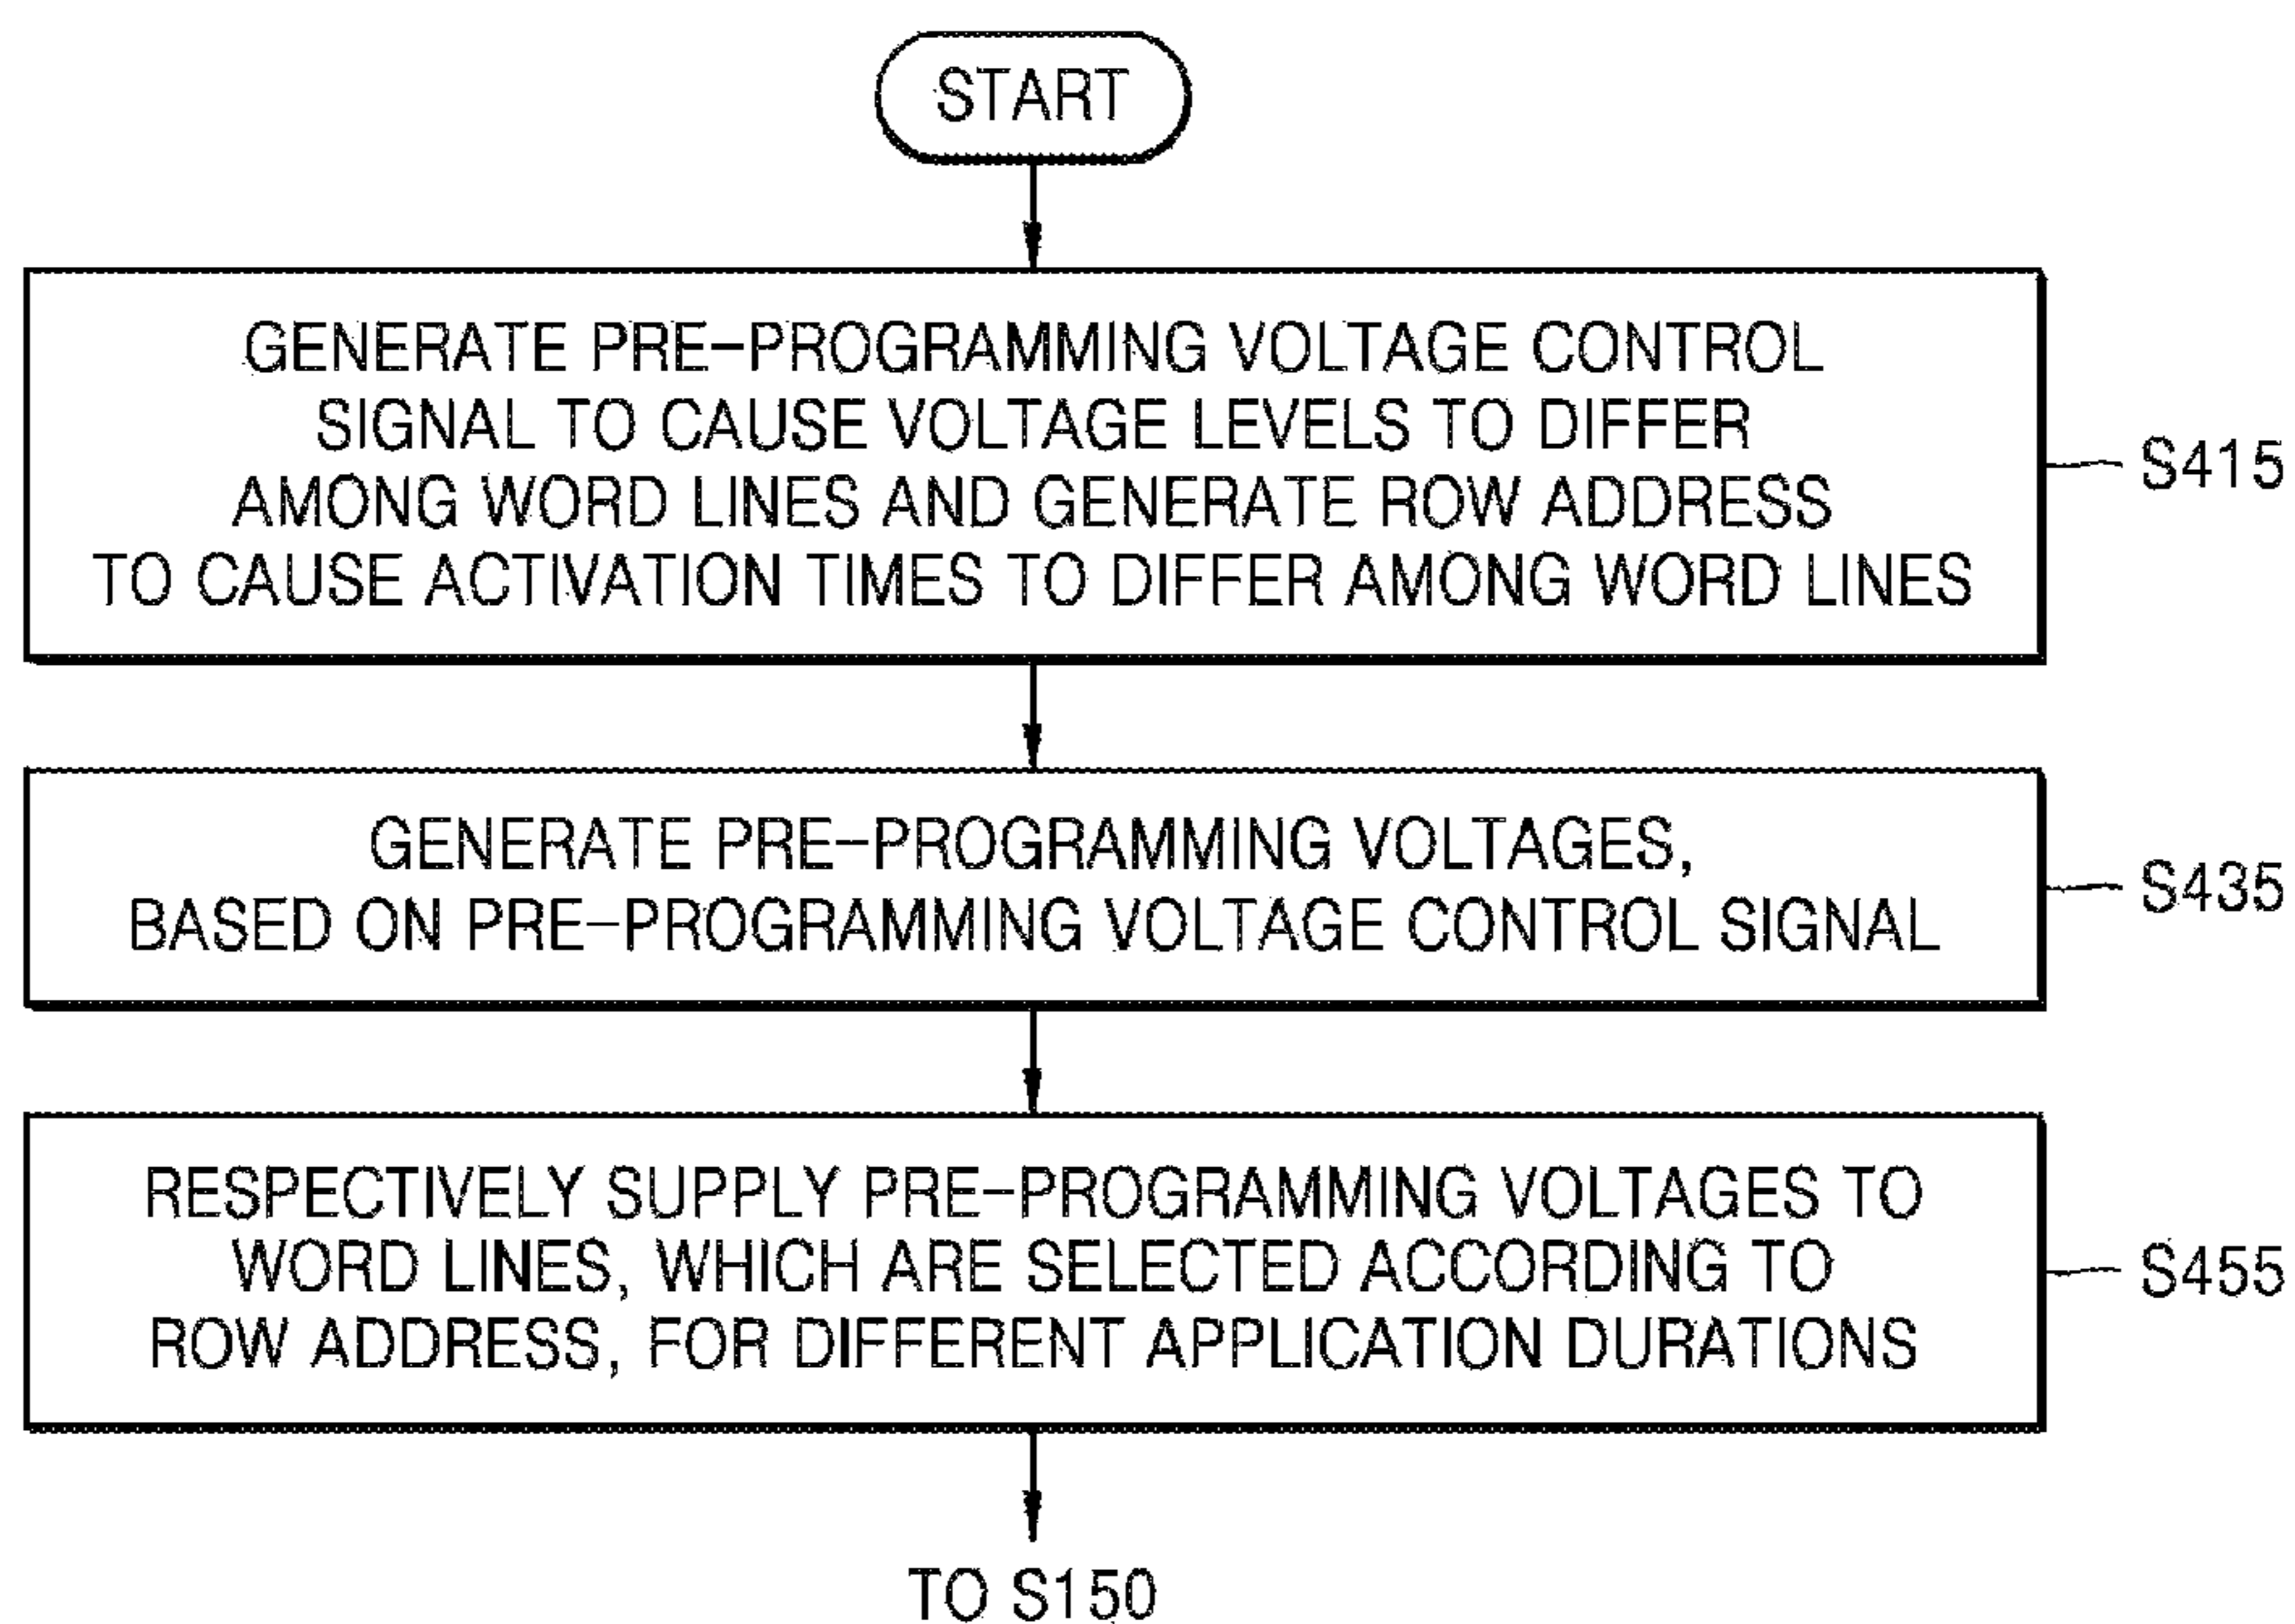 START
GENERATE PRE-PROGRAMMING VOLTAGE CONTROL
SIGNAL TO CAUSE VOLTAGE LEVELS TO DIFFER
AMONG WORD LINES AND GENERATE ROW ADDRESS
TO CAUSE ACTIVATION TIMES TO DIFFER AMONG WORD LINES
S415
GENERATE PRE-PROGRAMMING VOLTAGES,
BASED ON PRE-PROGRAMMING VOLTAGE CONTROL SIGNAL
S435
RESPECTIVELY SUPPLY PRE-PROGRAMMING VOLTAGES TO
WORD LINES, WHICH ARE SELECTED ACCORDING TO
ROW ADDRESS, FOR DIFFERENT APPLICATION DURATIONS
S455
TO S150